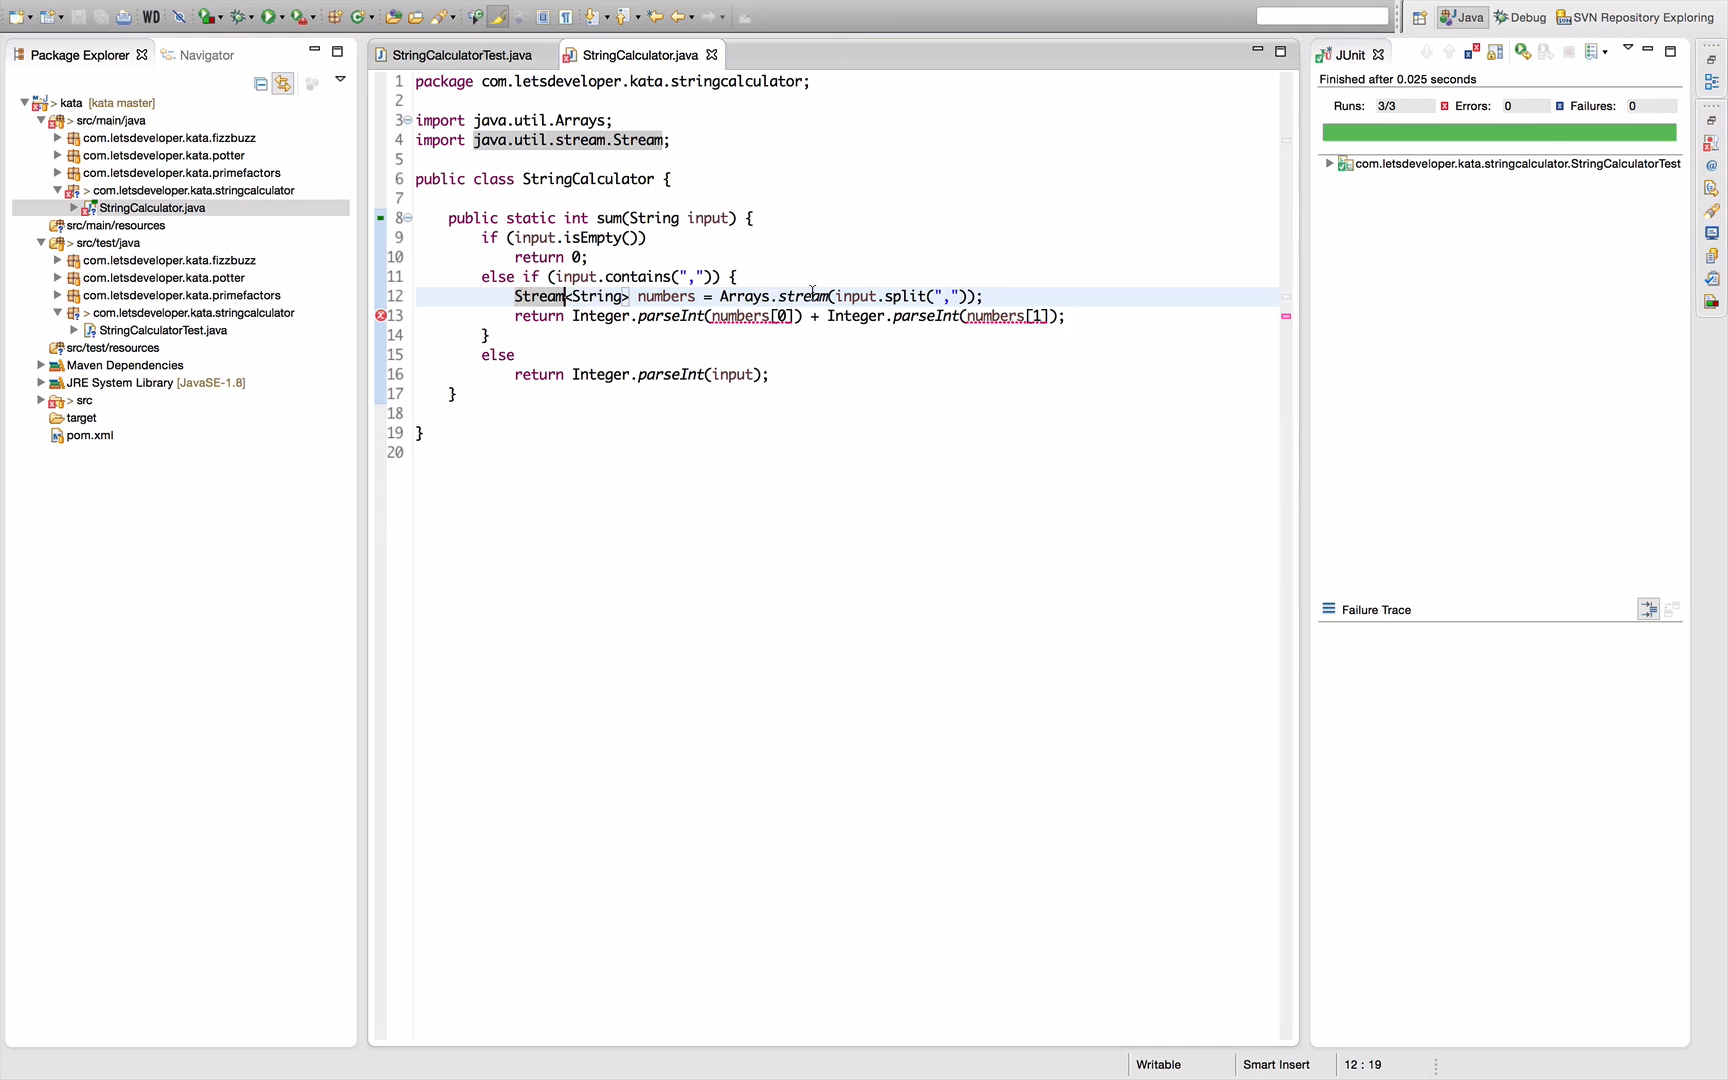 WD
Java
Debug
SVN Repository Exploring
Package Explorer
Navigator
> kata [kata master]
src/main/java
com.letsdeveloper.kata.fizzbuzz
com.letsdeveloper.kata.potter
com.letsdeveloper.kata.primefactors
> com.letsdeveloper.kata.stringcalculator
StringCalculator.java
src/main/resources
src/test/java
com.letsdeveloper.kata.fizzbuzz
com.letsdeveloper.kata.potter
com.letsdeveloper.kata.primefactors
> com.letsdeveloper.kata.stringcalculator
StringCalculatorTest.java
src/test/resources
Maven Dependencies
JRE System Library [JavaSE-1.8]
> src
target
pom.xml
StringCalculatorTest.java
StringCalculator.java
1 package com.letsdeveloper.kata.stringcalculator;
2
3 import java.util.Arrays;
4 import java.util.stream.Stream;
5
6 public class StringCalculator {
7
8 public static int sum(String input) {
9 if (input.isEmpty())
10 return 0;
11 else if (input.contains(",")) {
12 Stream<String> numbers = Arrays.stream(input.split(","));
13 return Integer.parseInt(numbers[0]) + Integer.parseInt(numbers[1]);
14 }
15 else
16 return Integer.parseInt(input);
17 }
18
19 }
20
JUnit
Finished after 0.025 seconds
Runs: 3/3 Errors: 0 Failures: 0
com.letsdeveloper.kata.stringcalculator.StringCalculatorTest
Failure Trace
Writable
Smart Insert
12 : 19